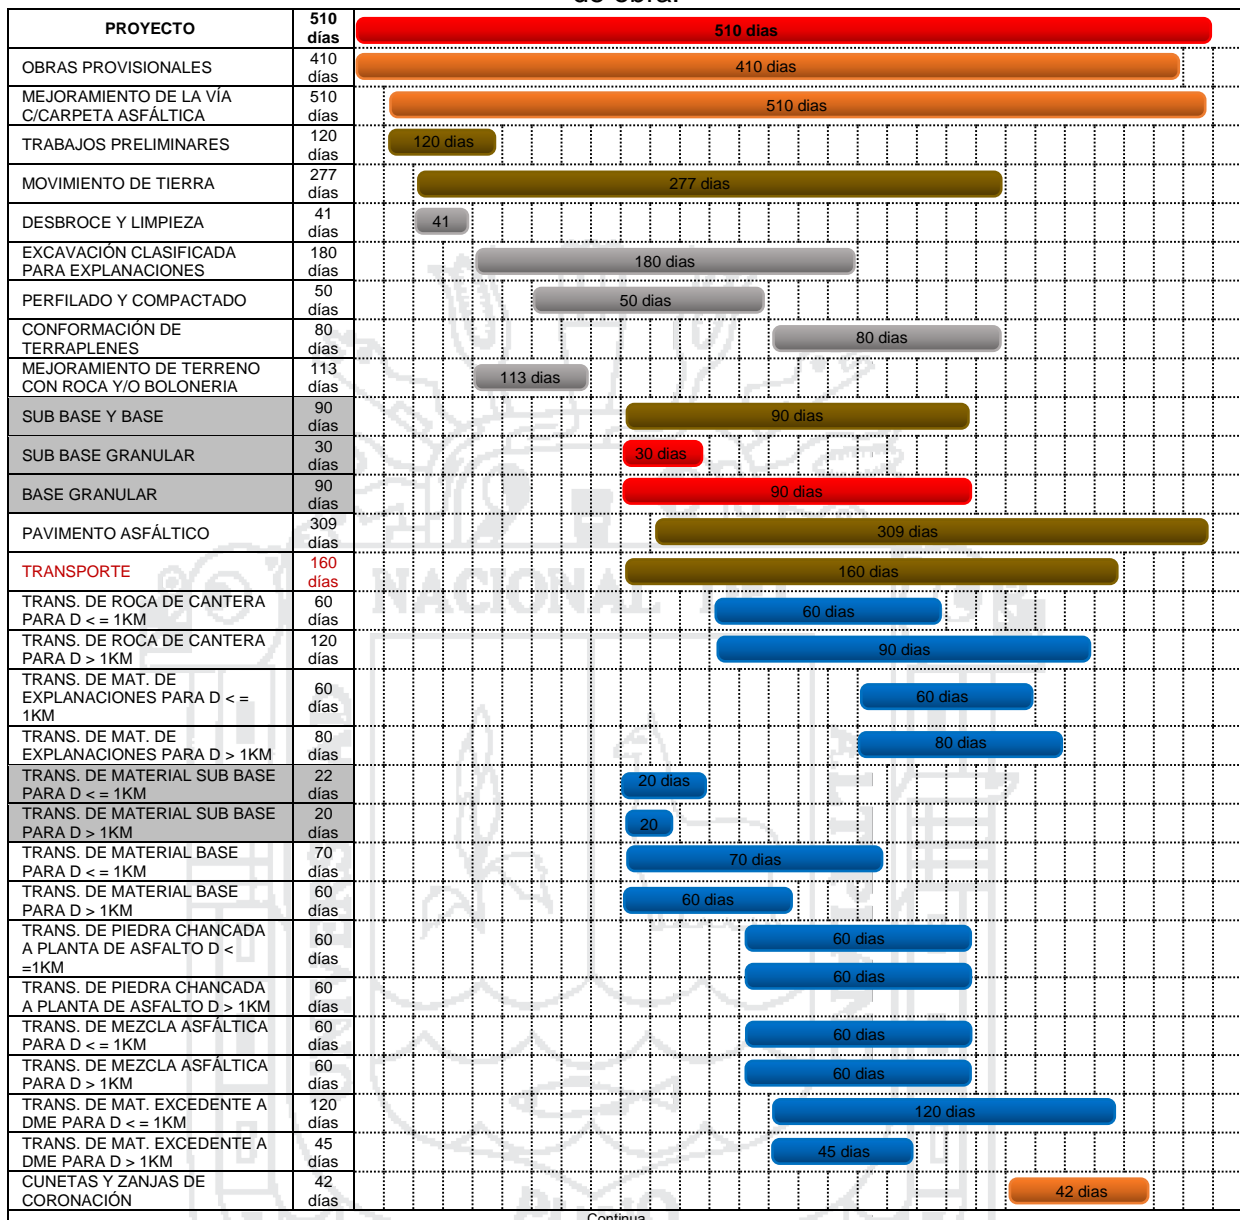 de obra.
PROYECTO
510
días
510 dias
OBRAS PROVISIONALES
410
días
410 dias
MEJORAMIENTO DE LA VÍA
C/CARPETA ASFÁLTICA
510
días
510 dias
TRABAJOS PRELIMINARES
120
días
120 dias
MOVIMIENTO DE TIERRA
277
días
277 dias
DESBROCE Y LIMPIEZA
41
días
41
EXCAVACIÓN CLASIFICADA
PARA EXPLANACIONES
180
días
180 dias
PERFILADO Y COMPACTADO
50
días
50 dias
CONFORMACIÓN DE
TERRAPLENES
80
días
80 dias
MEJORAMIENTO DE TERRENO
CON ROCA Y/O BOLONERIA
113
días
113 dias
SUB BASE Y BASE
90
días
90 dias
SUB BASE GRANULAR
30
días
30 dias
BASE GRANULAR
90
días
90 dias
PAVIMENTO ASFÁLTICO
309
días
309 dias
TRANSPORTE
160
días
160 dias
TRANS. DE ROCA DE CANTERA
PARA D < = 1KM
60
días
60 dias
TRANS. DE ROCA DE CANTERA
PARA D > 1KM
120
días
90 dias
TRANS. DE MAT. DE
EXPLANACIONES PARA D < =
1KM
60
días
60 dias
TRANS. DE MAT. DE
EXPLANACIONES PARA D > 1KM
80
días
80 dias
TRANS. DE MATERIAL SUB BASE
PARA D < = 1KM
22
días
20 dias
TRANS. DE MATERIAL SUB BASE
PARA D > 1KM
20
días
20
TRANS. DE MATERIAL BASE
PARA D < = 1KM
70
días
70 dias
TRANS. DE MATERIAL BASE
PARA D > 1KM
60
días
60 dias
TRANS. DE PIEDRA CHANCADA
A PLANTA DE ASFALTO D <
=1KM
60
días
60 dias
TRANS. DE PIEDRA CHANCADA
A PLANTA DE ASFALTO D > 1KM
60
días
60 dias
TRANS. DE MEZCLA ASFÁLTICA
PARA D < = 1KM
60
días
60 dias
TRANS. DE MEZCLA ASFÁLTICA
PARA D > 1KM
60
días
60 dias
TRANS. DE MAT. EXCEDENTE A
DME PARA D < = 1KM
120
días
120 dias
TRANS. DE MAT. EXCEDENTE A
DME PARA D > 1KM
45
días
45 dias
CUNETAS Y ZANJAS DE
CORONACIÓN
42
días
42 dias
Continua
NACIONAL DEL
ALTIPLANO
PUNO